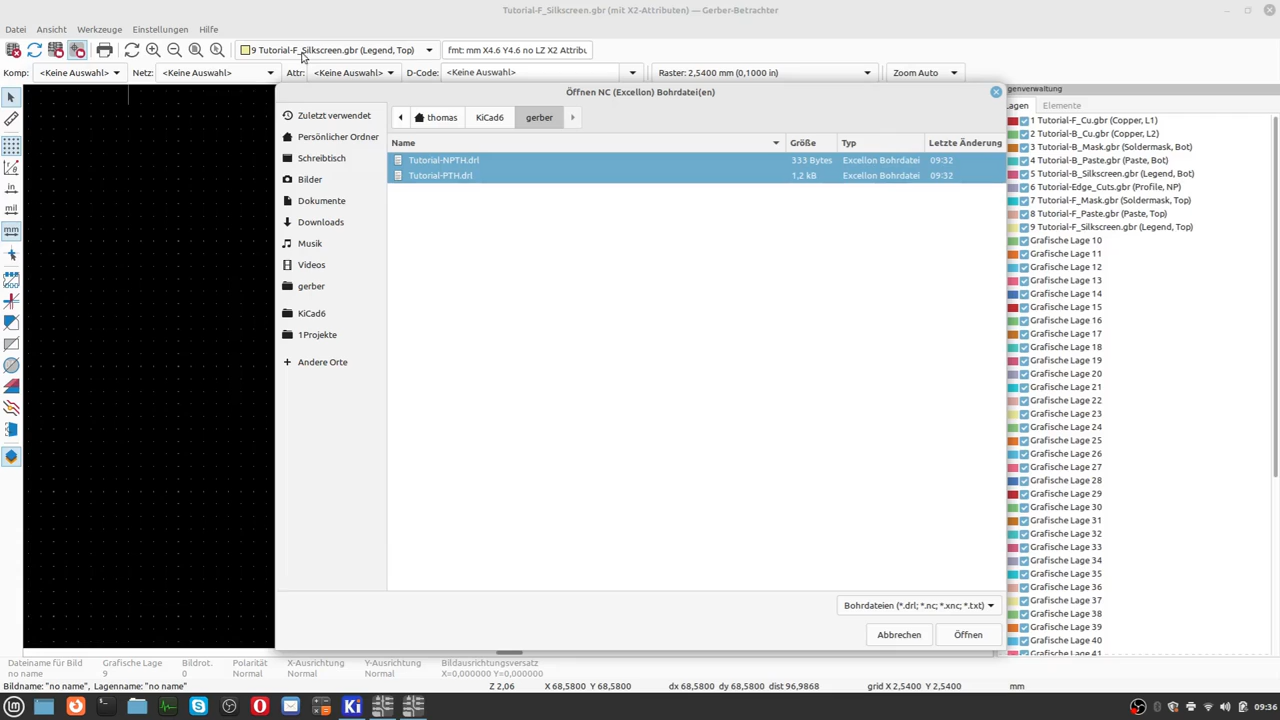 Tutorial-F_Silkscreen.gbr (mit X2-Attributen) — Gerber-Betrachter
Datei Ansicht Werkzeuge Einstellungen Hilfe
9 Tutorial-F_Silkscreen.gbr (Legend, Top) fmt: mm X4.6 Y4.6 no LZ X2 Attribu
Komp: <Keine Auswahl> Netz: <Keine Auswahl> Attr: <Keine Auswahl> D-Code: <Keine Auswahl> Raster: 2,5400 mm (0,1000 in) Zoom Auto
Öffnen NC (Excellon) Bohrdatei(en)
genverwaltung
agen Elemente
Zuletzt verwendet
Persönlicher Ordner
Schreibtisch
Bilder
Dokumente
Downloads
Musik
Videos
gerber
KiCad6
1Projekte
Andere Orte
thomas KiCad6 gerber
Name Größe Typ Letzte Änderung
Tutorial-NPTH.drl 333 Bytes Excellon Bohrdatei 09:32
Tutorial-PTH.drl 1,2 kB Excellon Bohrdatei 09:32
Bohrdateien (*.drl; *.nc; *.xnc; *.txt)
Abbrechen Öffnen
1 Tutorial-F_Cu.gbr (Copper, L1)
2 Tutorial-B_Cu.gbr (Copper, L2)
3 Tutorial-B_Mask.gbr (Soldermask, Bot)
4 Tutorial-B_Paste.gbr (Paste, Bot)
5 Tutorial-B_Silkscreen.gbr (Legend, Bot)
6 Tutorial-Edge_Cuts.gbr (Profile, NP)
7 Tutorial-F_Mask.gbr (Soldermask, Top)
8 Tutorial-F_Paste.gbr (Paste, Top)
9 Tutorial-F_Silkscreen.gbr (Legend, Top)
Grafische Lage 10
Grafische Lage 11
Grafische Lage 12
Grafische Lage 13
Grafische Lage 14
Grafische Lage 15
Grafische Lage 16
Grafische Lage 17
Grafische Lage 18
Grafische Lage 19
Grafische Lage 20
Grafische Lage 21
Grafische Lage 22
Grafische Lage 23
Grafische Lage 24
Grafische Lage 25
Grafische Lage 26
Grafische Lage 27
Grafische Lage 28
Grafische Lage 29
Grafische Lage 30
Grafische Lage 31
Grafische Lage 32
Grafische Lage 33
Grafische Lage 34
Grafische Lage 35
Grafische Lage 36
Grafische Lage 37
Grafische Lage 38
Grafische Lage 39
Grafische Lage 40
Grafische Lage 41
in
mil
mm
Dateiname für Bild Grafische Lage Bildrot. Polarität X-Ausrichtung Y-Ausrichtung Bildausrichtungsversatz
9 Normal Normal Normal X=0,000000 Y=0,000000
Bildname: "no name", Lagenname: "no name" Z 2,06 X 68,5800 Y 68,5800 dx 68,5800 dy 68,5800 dist 96,9868 grid X 2,5400 Y 2,5400 mm
Ki
09:36